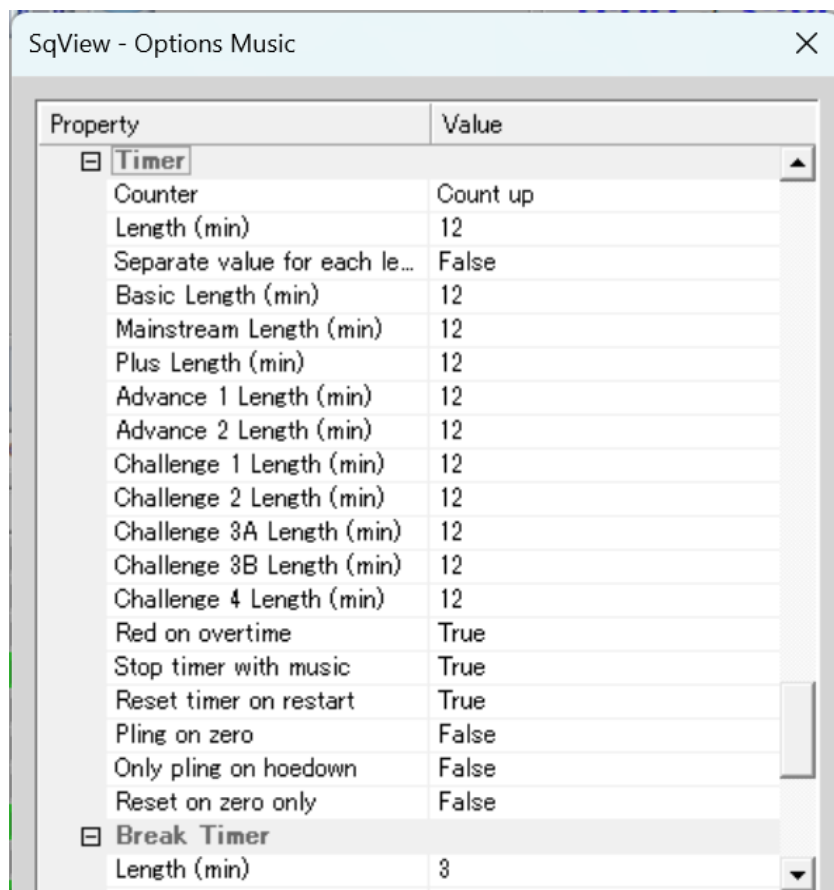 SqView - Options Music
Property Value
Timer
Counter Count up
Length (min) 12
Separate value for each le... False
Basic Length (min) 12
Mainstream Length (min) 12
Plus Length (min) 12
Advance 1 Length (min) 12
Advance 2 Length (min) 12
Challenge 1 Length (min) 12
Challenge 2 Length (min) 12
Challenge 3A Length (min) 12
Challenge 3B Length (min) 12
Challenge 4 Length (min) 12
Red on overtime True
Stop timer with music True
Reset timer on restart True
Pling on zero False
Only pling on hoedown False
Reset on zero only False
Break Timer
Length (min) 3